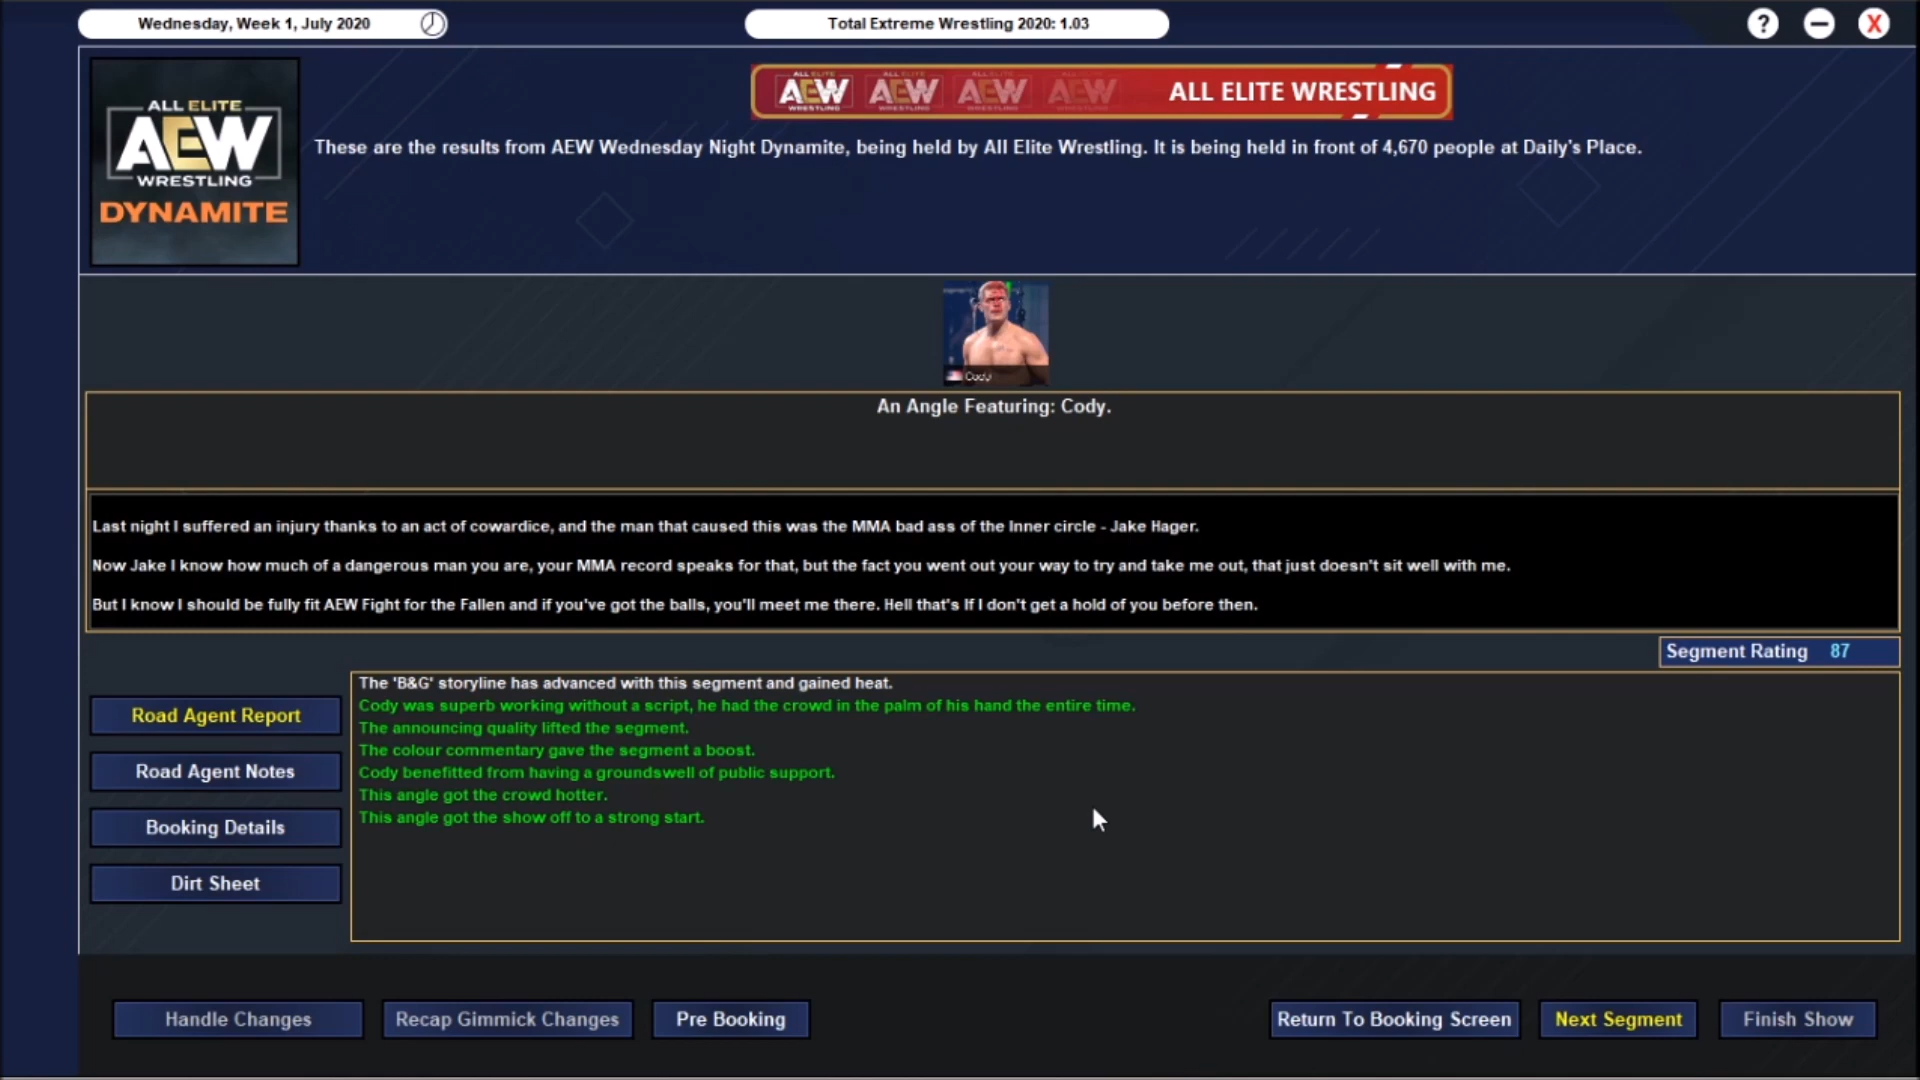 Wednesday, Week 1, July 2020
Total Extreme Wrestling 2020: 1.03
?
X
ALL ELITE
AEW
WRESTLING
DYNAMITE
ALL ELITE
AEW
WRESTLING
ALL ELITE
AEW
WRESTLING
ALL ELITE
AEW
WRESTLING
ALL ELITE
AEW
WRESTLING
ALL ELITE WRESTLING
These are the results from AEW Wednesday Night Dynamite, being held by All Elite Wrestling. It is being held in front of 4,670 people at Daily's Place.
Cody
An Angle Featuring: Cody.
Last night I suffered an injury thanks to an act of cowardice, and the man that caused this was the MMA bad ass of the Inner circle - Jake Hager.
Now Jake I know how much of a dangerous man you are, your MMA record speaks for that, but the fact you went out your way to try and take me out, that just doesn't sit well with me.
But I know I should be fully fit AEW Fight for the Fallen and if you've got the balls, you'll meet me there. Hell that's If I don't get a hold of you before then.
Segment Rating 87
Road Agent Report
Road Agent Notes
Booking Details
Dirt Sheet
The 'B&G' storyline has advanced with this segment and gained heat.
Cody was superb working without a script, he had the crowd in the palm of his hand the entire time.
The announcing quality lifted the segment.
The colour commentary gave the segment a boost.
Cody benefitted from having a groundswell of public support.
This angle got the crowd hotter.
This angle got the show off to a strong start.
Handle Changes
Recap Gimmick Changes
Pre Booking
Return To Booking Screen
Next Segment
Finish Show